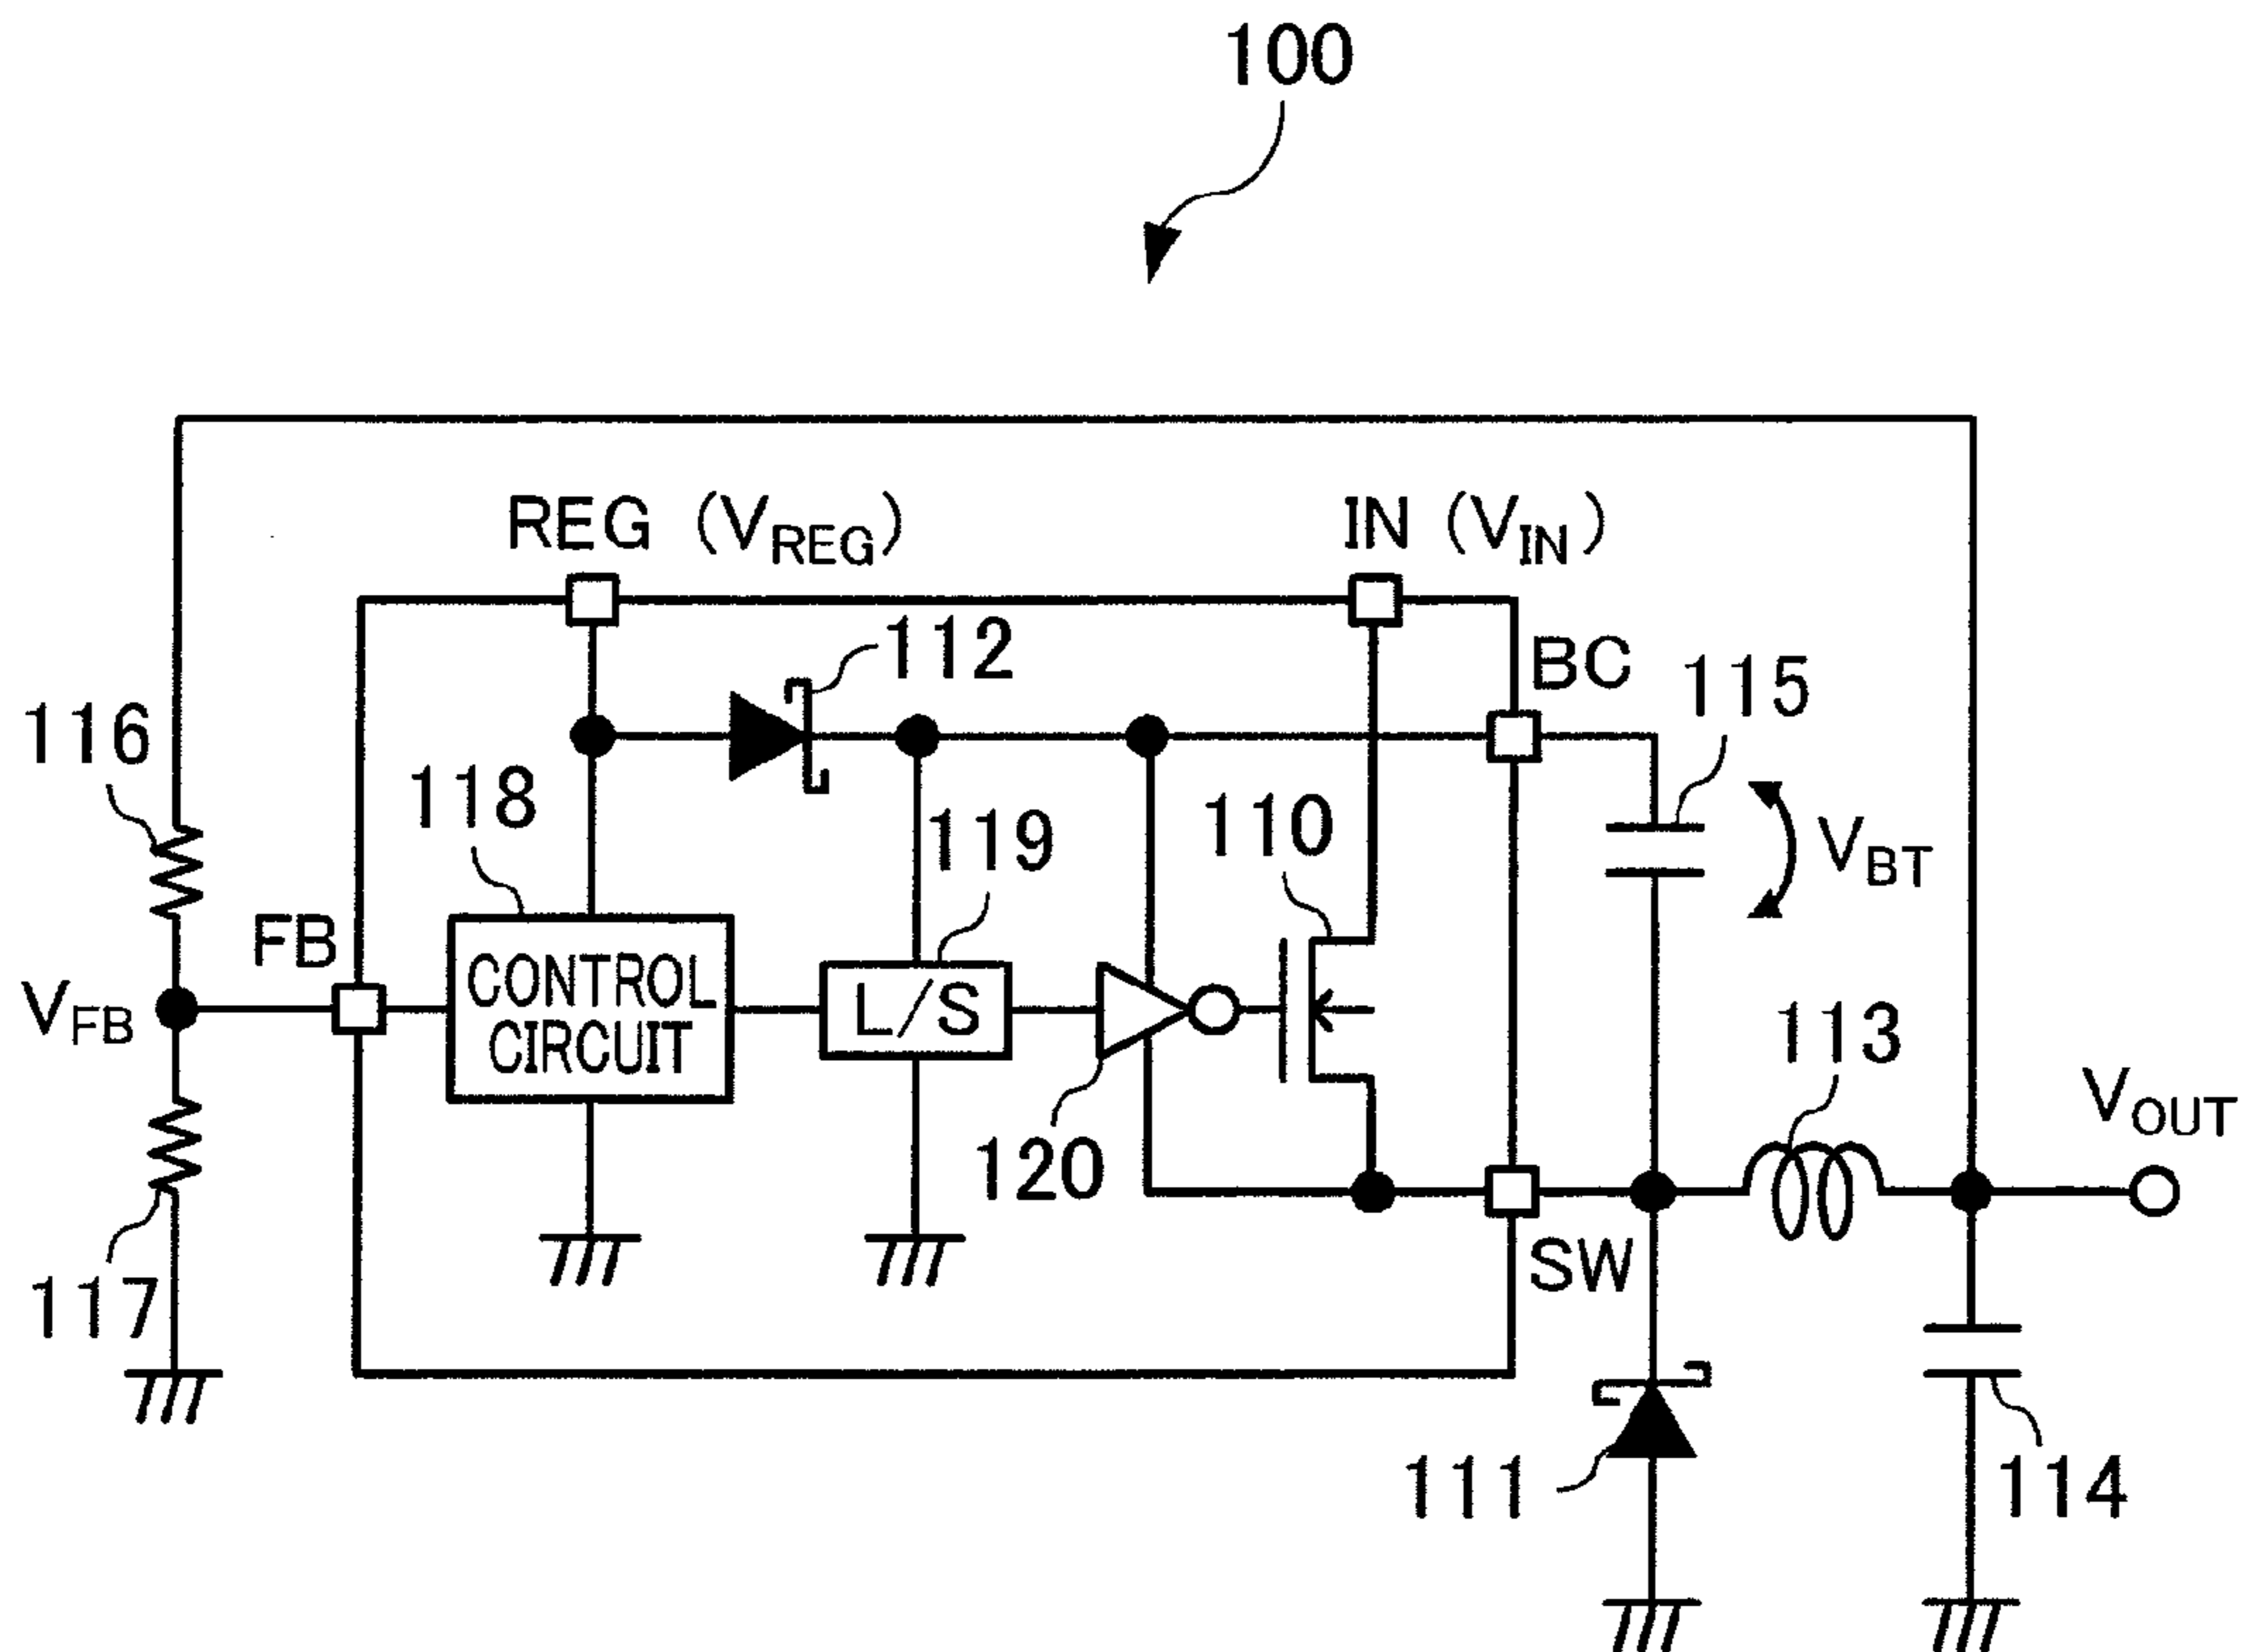 100
REG (VREG)
IN (VIN)
112
BC
115
116
118
119
110
VBT
FB
CONTROL
CIRCUIT
L/S
VFB
113
VOUT
120
SW
117
111
114